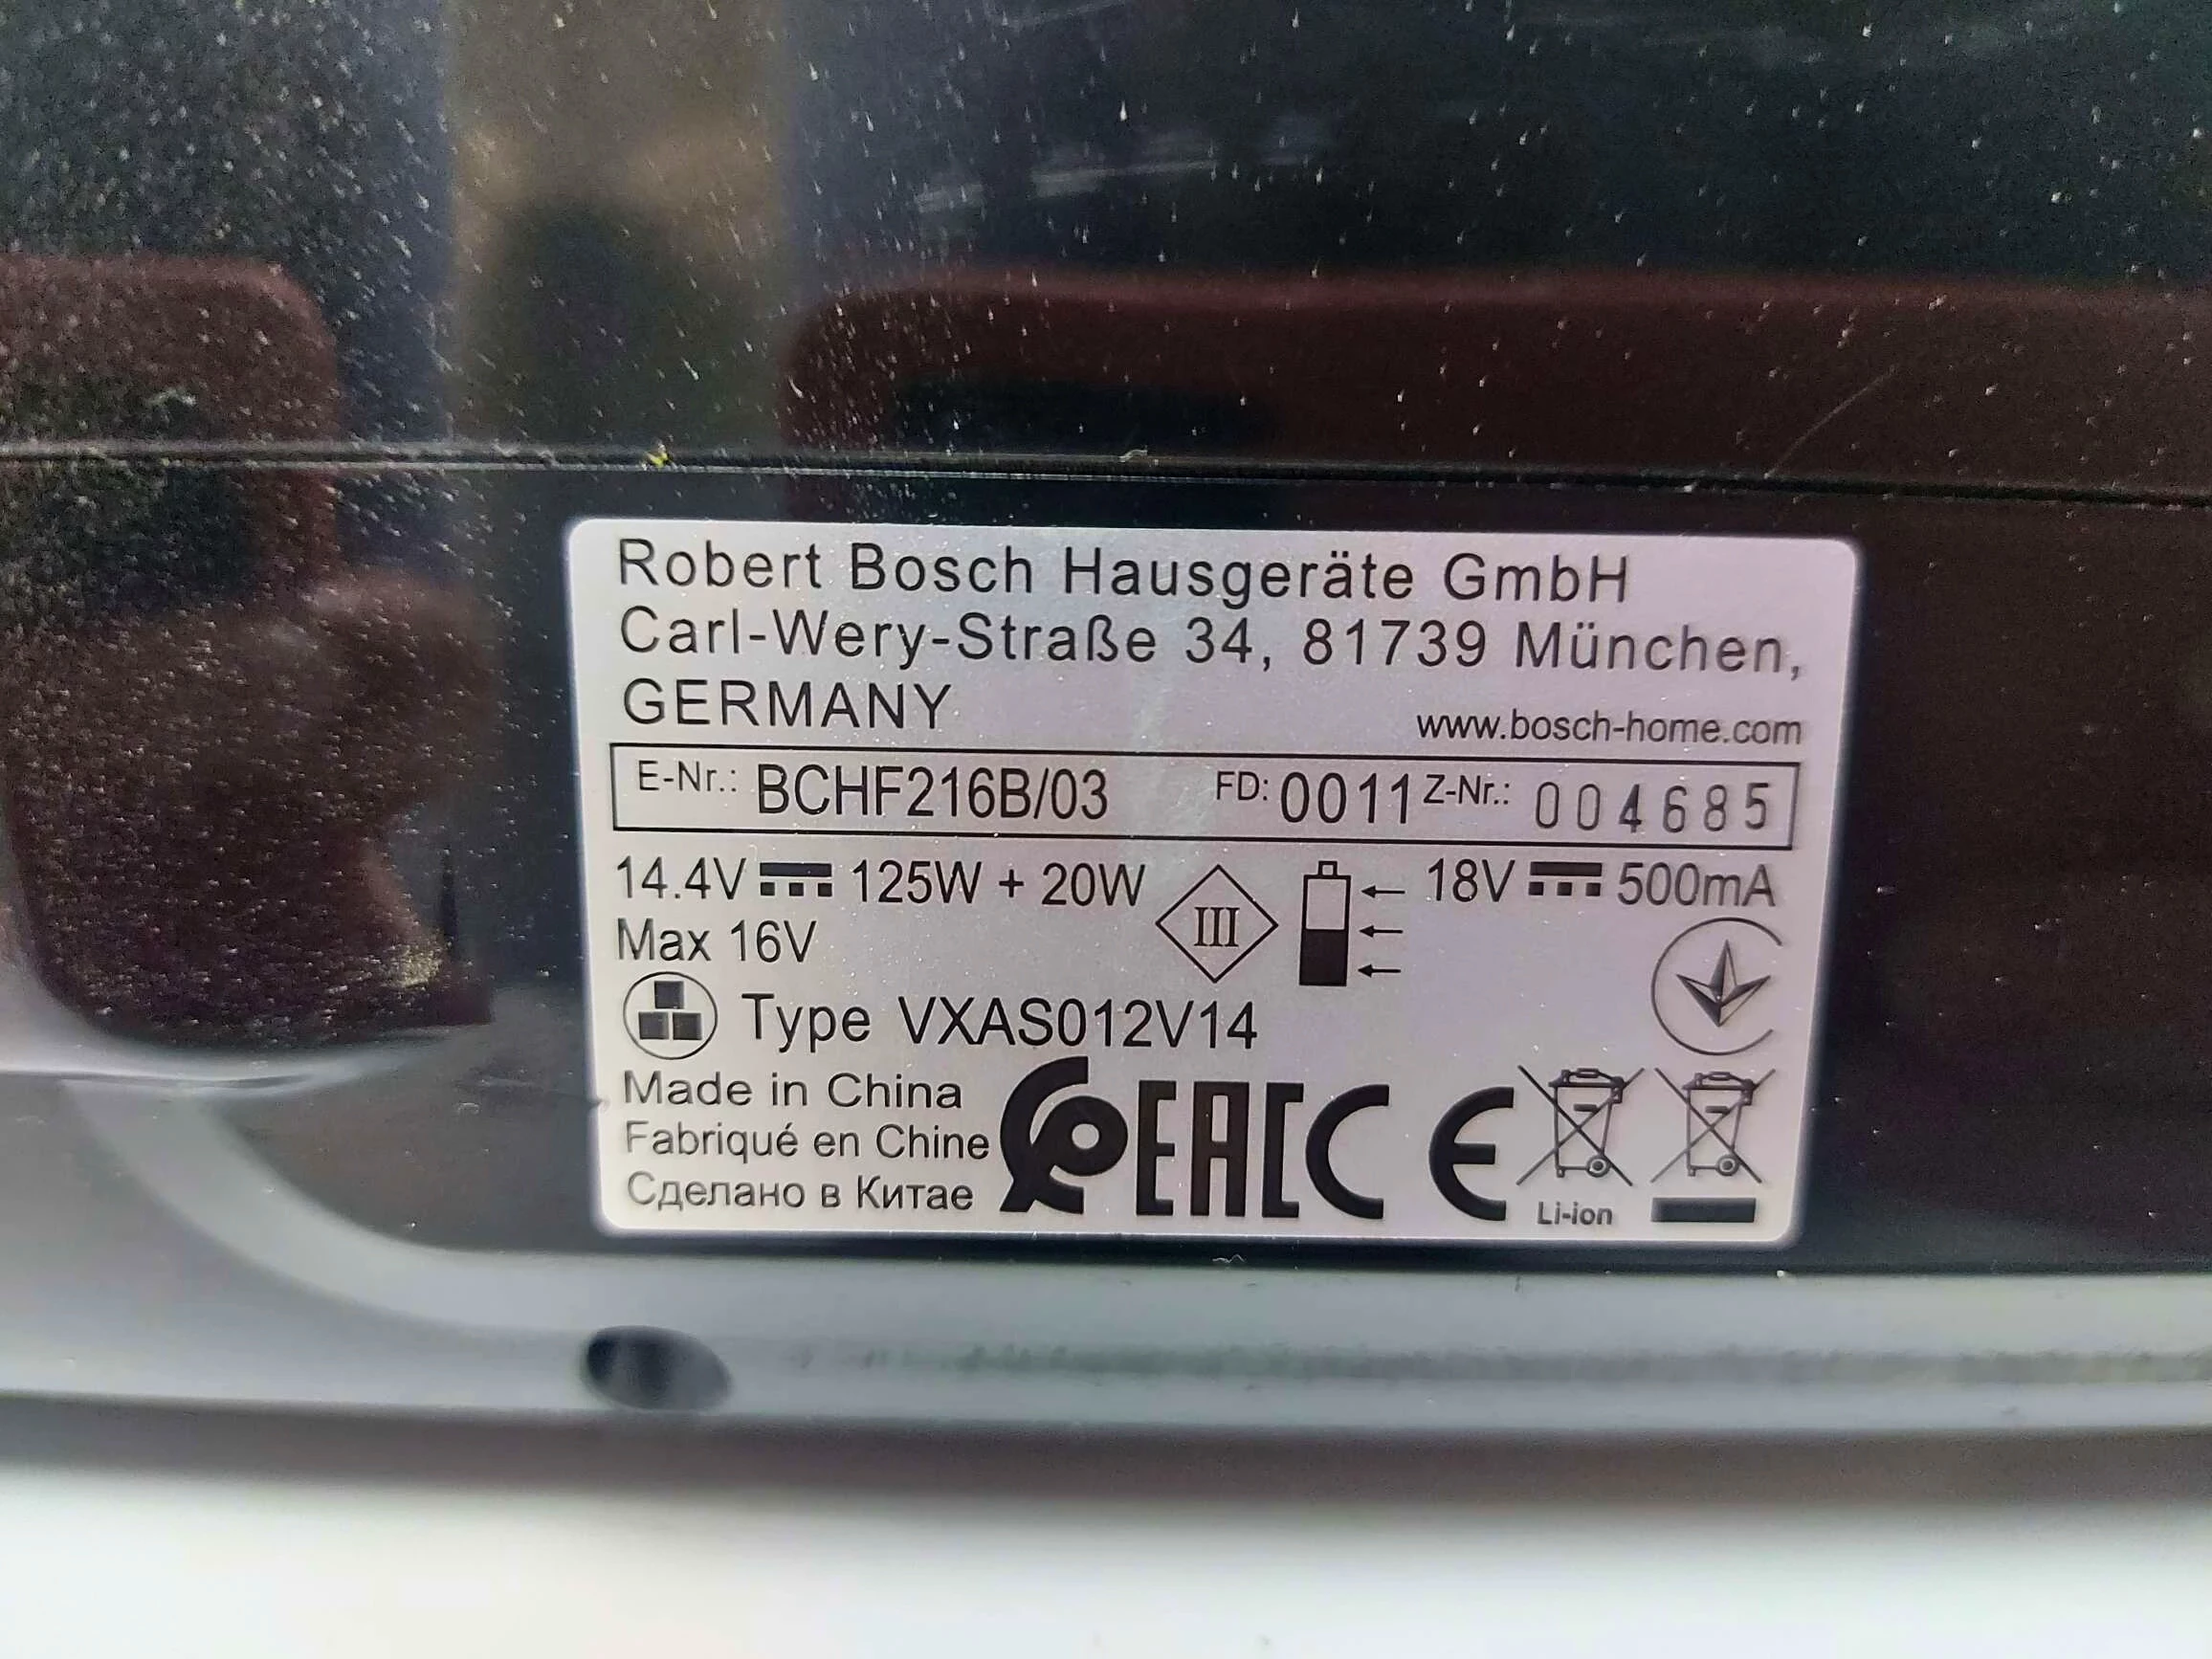 Robert Bosch Hausgeräte GmbH
Carl-Wery-Straße 34, 81739 München,
GERMANY
www.bosch-home.com
E-Nr.: BCHF216B/03 FD: 0011 Z-Nr.: 004685
14.4V 125W + 20W III 18V 500mA
Max 16V
Type VXAS012V14
Made in China
Fabriqué en Chine
Сделано в Китае
EAC CE
Li-ion